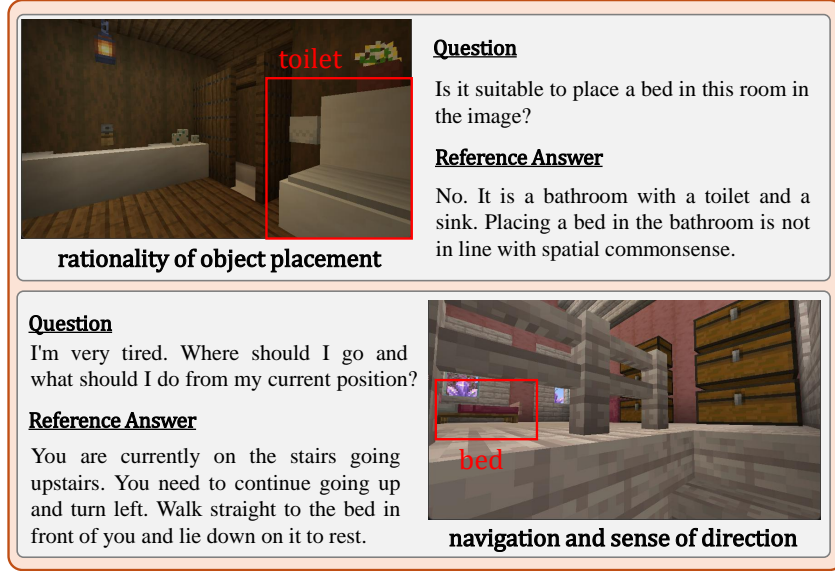 toilet
rationality of object placement
Question
Is it suitable to place a bed in this room in
the image?
Reference Answer
No. It is a bathroom with a toilet and a
sink. Placing a bed in the bathroom is not
in line with spatial commonsense.
Question
I'm very tired. Where should I go and
what should I do from my current position?
Reference Answer
You are currently on the stairs going
upstairs. You need to continue going up
and turn left. Walk straight to the bed in
front of you and lie down on it to rest.
bed
navigation and sense of direction